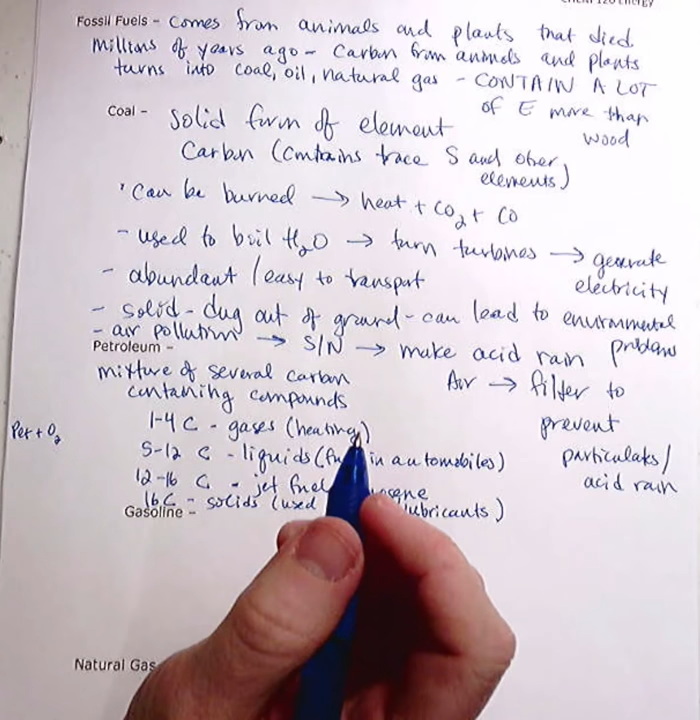 CHEM 120 Energy
Fossil Fuels - comes from animals and plants that died
millions of years ago - carbon from animals and plants
turns into coal, oil, natural gas - CONTAIN A LOT
of E more than
wood
Coal - solid form of element
Carbon (contains trace S and other
elements)
can be burned → heat + CO2 + CO
- used to boil H2O → turn turbines → generate
electricity
- abundant / easy to transport
- solid - dug out of ground - can lead to environmental
problems
- air pollution → S/N → make acid rain
Petroleum -
mixture of several carbon
containing compounds
Air → filter to
prevent
particulates/
acid rain
Pet + O2
1-4 C - gases (heating)
5-12 C - liquids (fu in automobiles)
12-16 C - jet fuel
16C - solids (used lubricants)
Gasoline -
Natural Gas